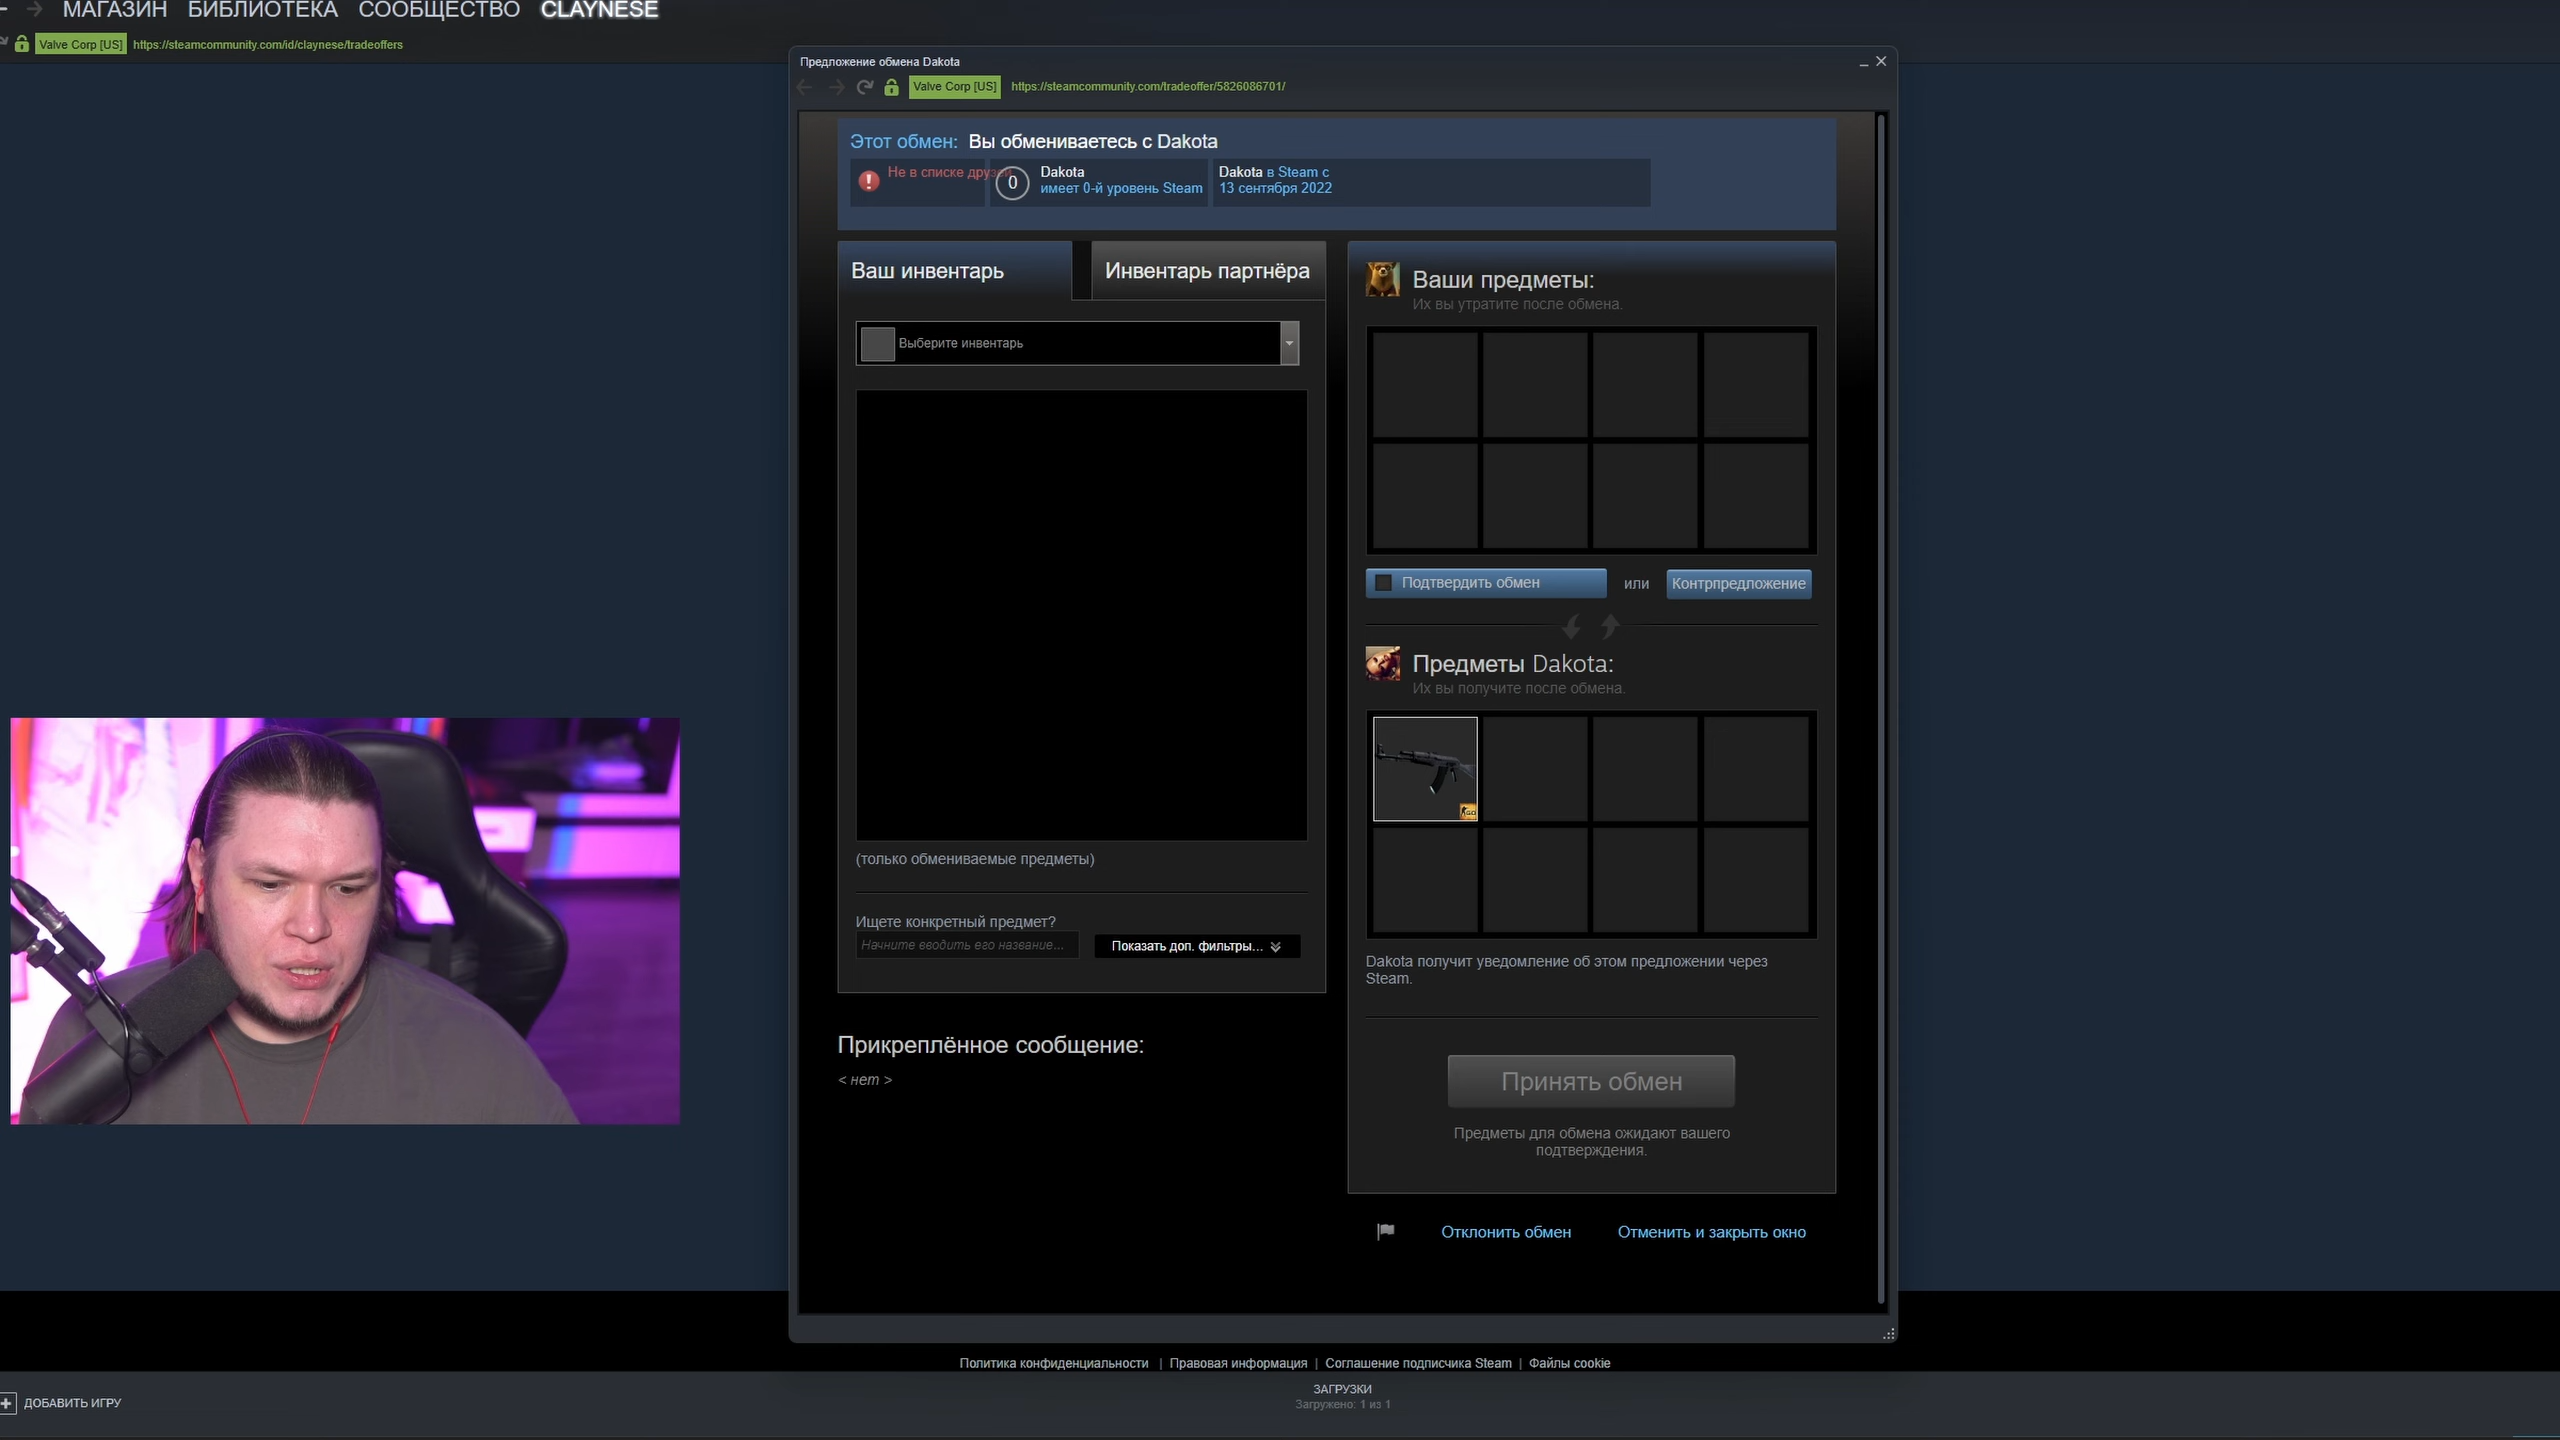 МАГАЗИН БИБЛИОТЕКА СООБЩЕСТВО CLAYNESE
Valve Corp [US] https://steamcommunity.com/id/claynese/tradeoffers
Предложение обмена Dakota
Valve Corp [US] https://steamcommunity.com/tradeoffer/5826086701/
Этот обмен: Вы обмениваетесь с Dakota
Не в списке друзей
0
Dakota
имеет 0-й уровень Steam
Dakota в Steam с
13 сентября 2022
Ваш инвентарь
Инвентарь партнёра
Выберите инвентарь
(только обмениваемые предметы)
Ищете конкретный предмет?
Начните вводить его название...
Показать доп. фильтры...
Прикреплённое сообщение:
< нет >
Ваши предметы:
Их вы утратите после обмена.
Подтвердить обмен
или
Контрпредложение
Предметы Dakota:
Их вы получите после обмена.
GO
Dakota получит уведомление об этом предложении через
Steam.
Принять обмен
Предметы для обмена ожидают вашего
подтверждения.
Отклонить обмен
Отменить и закрыть окно
Политика конфиденциальности | Правовая информация | Соглашение подписчика Steam | Файлы cookie
ДОБАВИТЬ ИГРУ
ЗАГРУЗКИ
Загружено: 1 из 1